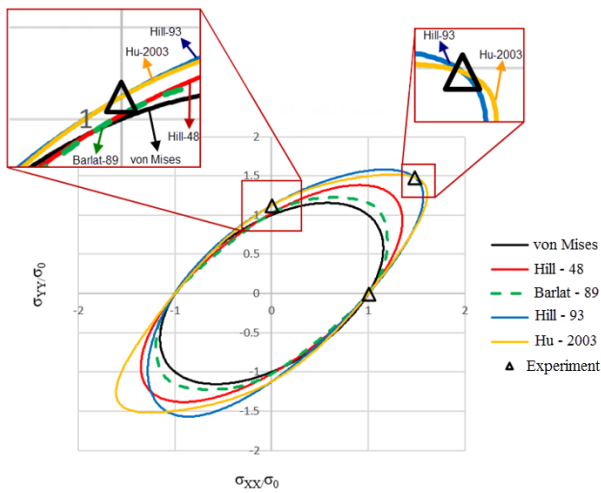 Hill-93
Hu-2003
1
Barlat-89
von Mises
Hill-48
Hill-93
Hu-2003
2
1.5
1
0.5
0
-0.5
-1
-1.5
-2
-2
-1
0
1
2
σYY/σ0
σXX/σ0
von Mises
Hill - 48
Barlat - 89
Hill - 93
Hu - 2003
Experiment